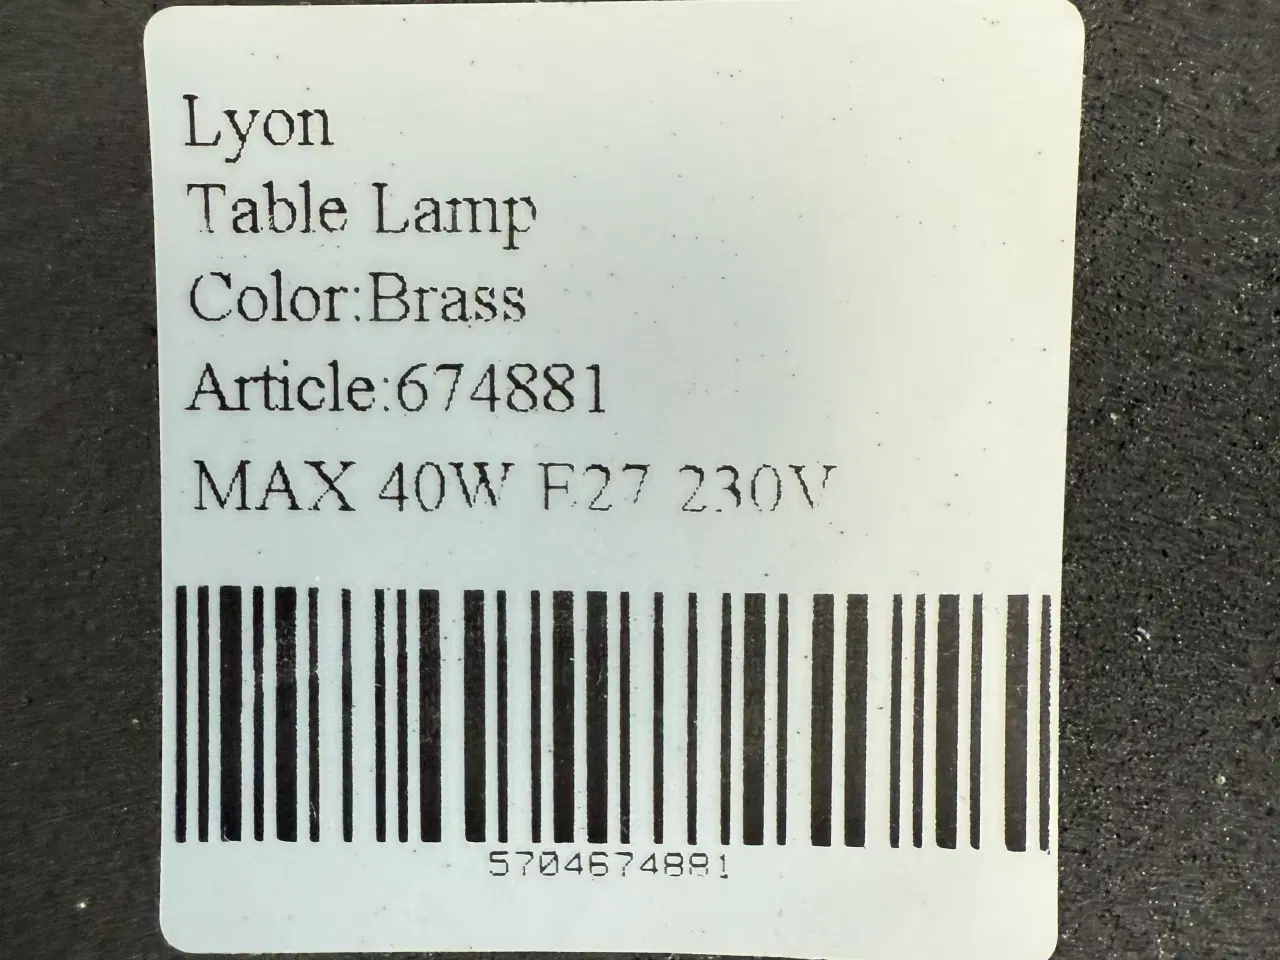 Lyon
Table Lamp
Color:Brass
Article:674881
MAX 40W E27 230V
5704674881